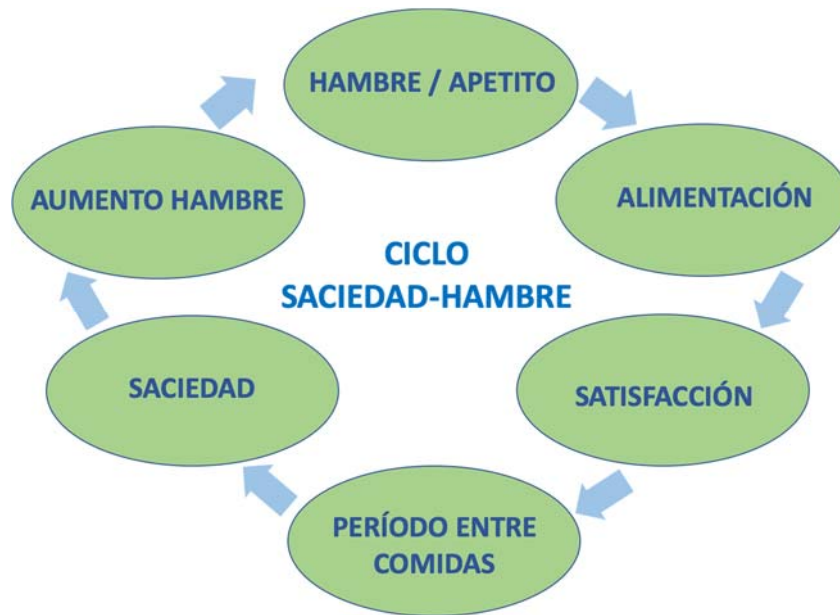 HAMBRE / APETITO
ALIMENTACIÓN
SATISFACCIÓN
PERÍODO ENTRE
COMIDAS
SACIEDAD
AUMENTO HAMBRE
CICLO
SACIEDAD-HAMBRE